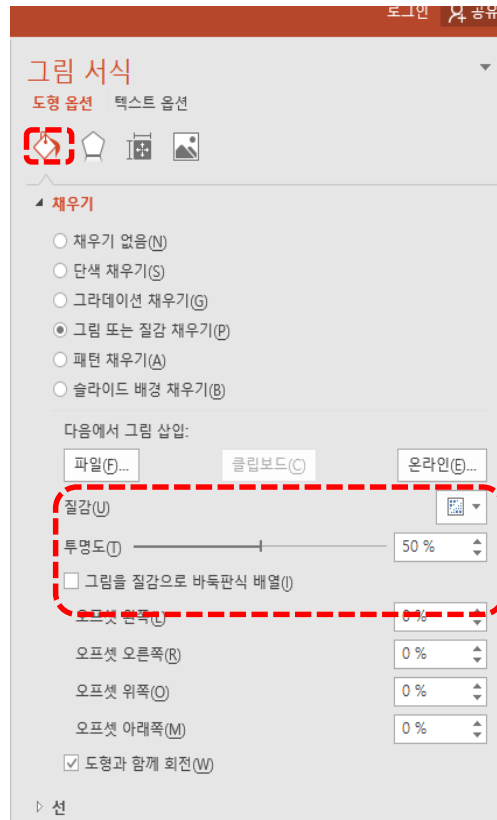 로그인 공유
그림 서식
도형 옵션 텍스트 옵션
채우기
채우기 없음(N)
단색 채우기(S)
그라데이션 채우기(G)
그림 또는 질감 채우기(P)
패턴 채우기(A)
슬라이드 배경 채우기(B)
다음에서 그림 삽입:
파일(F)... 클립보드(C) 온라인(E)...
질감(U)
투명도(T) 50 %
그림을 질감으로 바둑판식 배열(I)
오프셋 왼쪽(L) 0 %
오프셋 오른쪽(R) 0 %
오프셋 위쪽(O) 0 %
오프셋 아래쪽(M) 0 %
도형과 함께 회전(W)
선